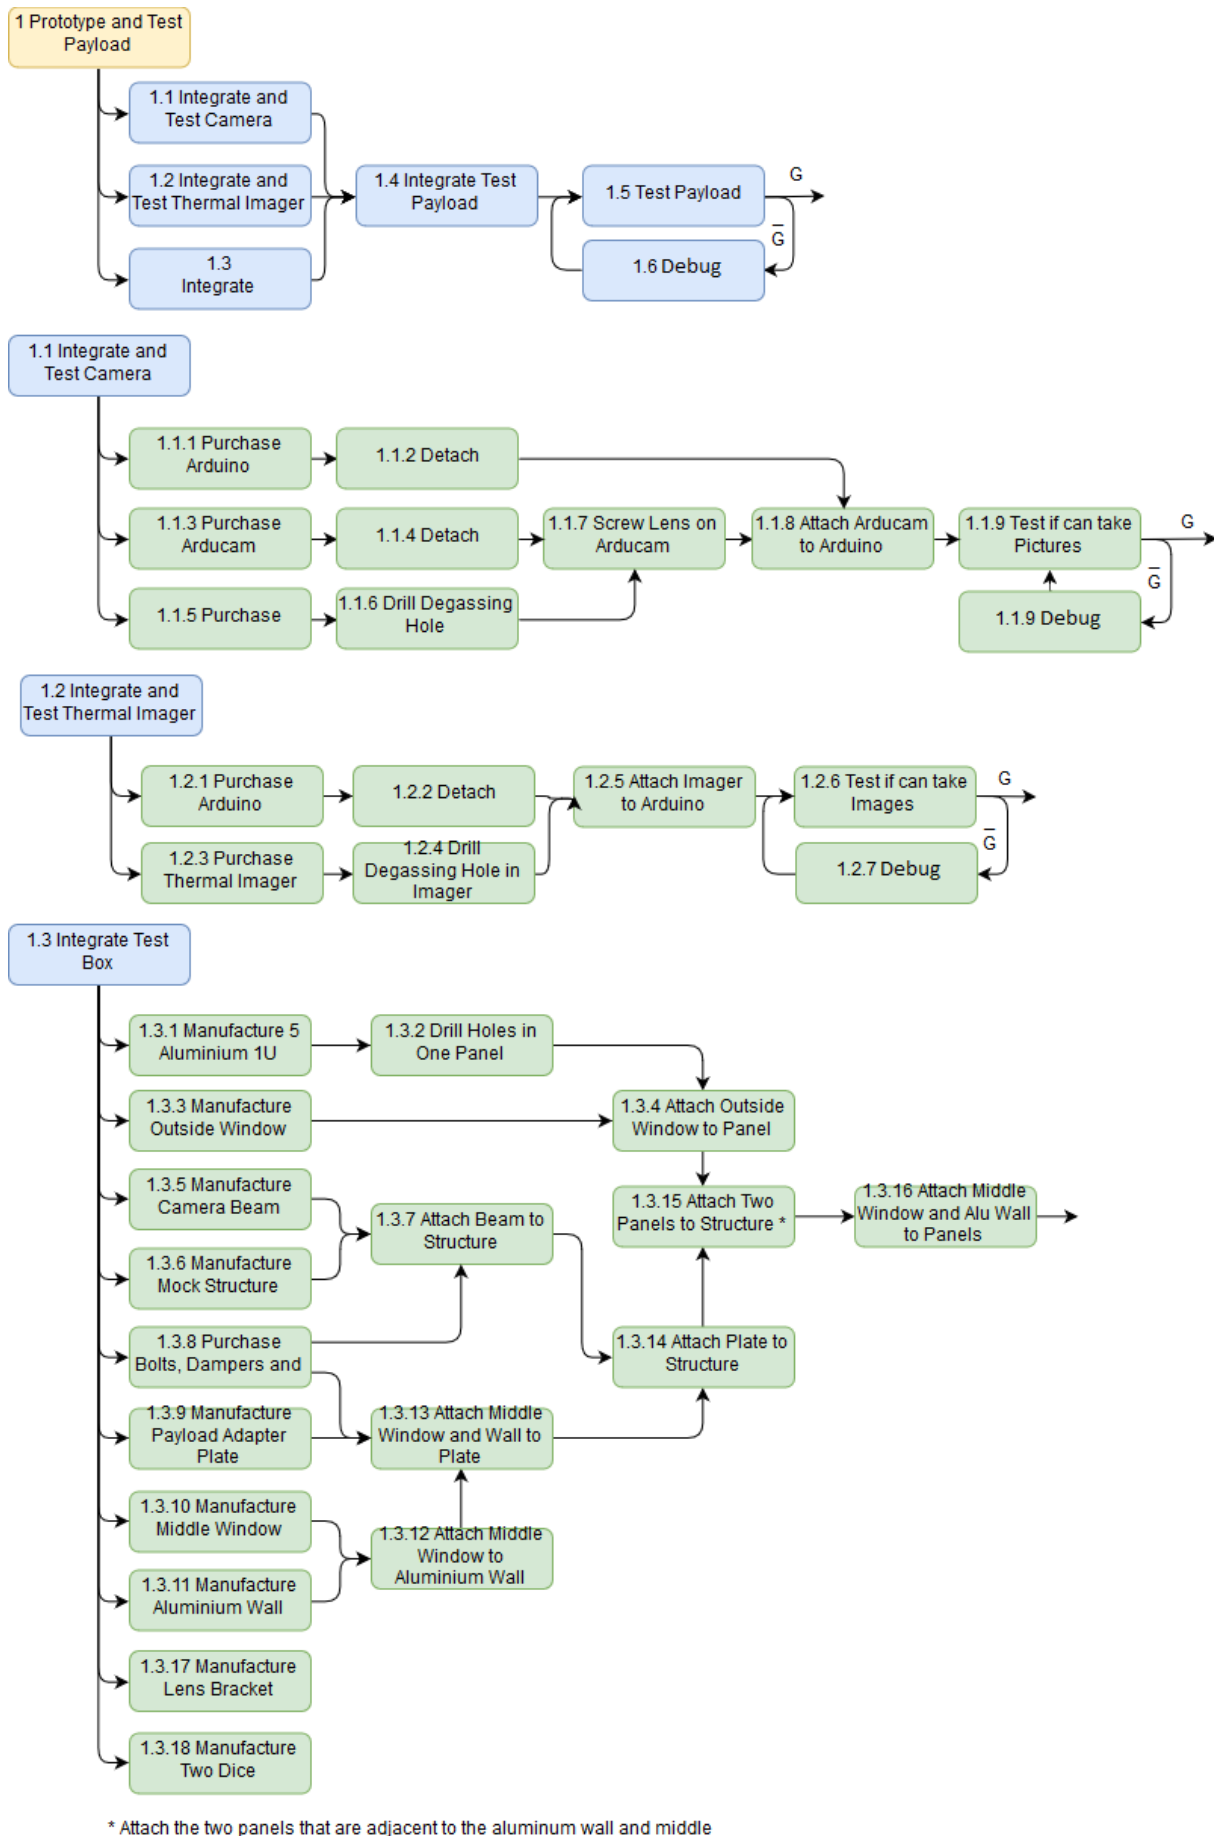 1 Prototype and Test
Payload
1.1 Integrate and
Test Camera
1.2 Integrate and
Test Thermal Imager
1.3
Integrate
1.4 Integrate Test
Payload
1.5 Test Payload
G
G̅
1.6 Debug
1.1 Integrate and
Test Camera
1.1.1 Purchase
Arduino
1.1.2 Detach
1.1.3 Purchase
Arducam
1.1.4 Detach
1.1.7 Screw Lens on
Arducam
1.1.8 Attach Arducam
to Arduino
1.1.9 Test if can take
Pictures
G
G̅
1.1.5 Purchase
1.1.6 Drill Degassing
Hole
1.1.9 Debug
1.2 Integrate and
Test Thermal Imager
1.2.1 Purchase
Arduino
1.2.2 Detach
1.2.5 Attach Imager
to Arduino
1.2.6 Test if can take
Images
G
G̅
1.2.3 Purchase
Thermal Imager
1.2.4 Drill
Degassing Hole in
Imager
1.2.7 Debug
1.3 Integrate Test
Box
1.3.1 Manufacture 5
Aluminium 1U
1.3.2 Drill Holes in
One Panel
1.3.3 Manufacture
Outside Window
1.3.4 Attach Outside
Window to Panel
1.3.5 Manufacture
Camera Beam
1.3.7 Attach Beam to
Structure
1.3.15 Attach Two
Panels to Structure *
1.3.16 Attach Middle
Window and Alu Wall
to Panels
1.3.6 Manufacture
Mock Structure
1.3.8 Purchase
Bolts, Dampers and
1.3.14 Attach Plate to
Structure
1.3.9 Manufacture
Payload Adapter
Plate
1.3.13 Attach Middle
Window and Wall to
Plate
1.3.10 Manufacture
Middle Window
1.3.12 Attach Middle
Window to
Aluminium Wall
1.3.11 Manufacture
Aluminium Wall
1.3.17 Manufacture
Lens Bracket
1.3.18 Manufacture
Two Dice
* Attach the two panels that are adjacent to the aluminum wall and middle